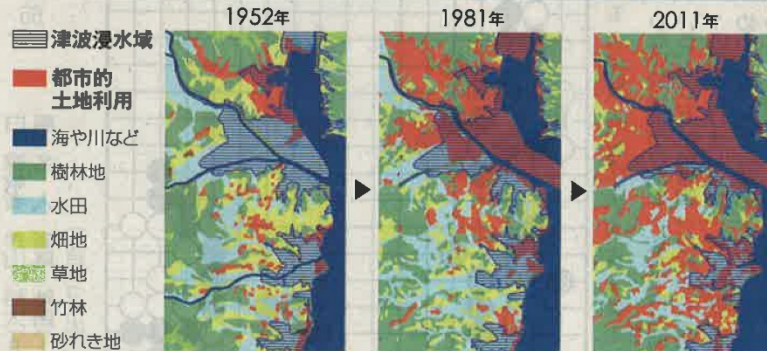 1952年
1981年
2011年
津波浸水域
都市的
土地利用
海や川など
樹林地
水田
畑地
草地
竹林
砂れき地